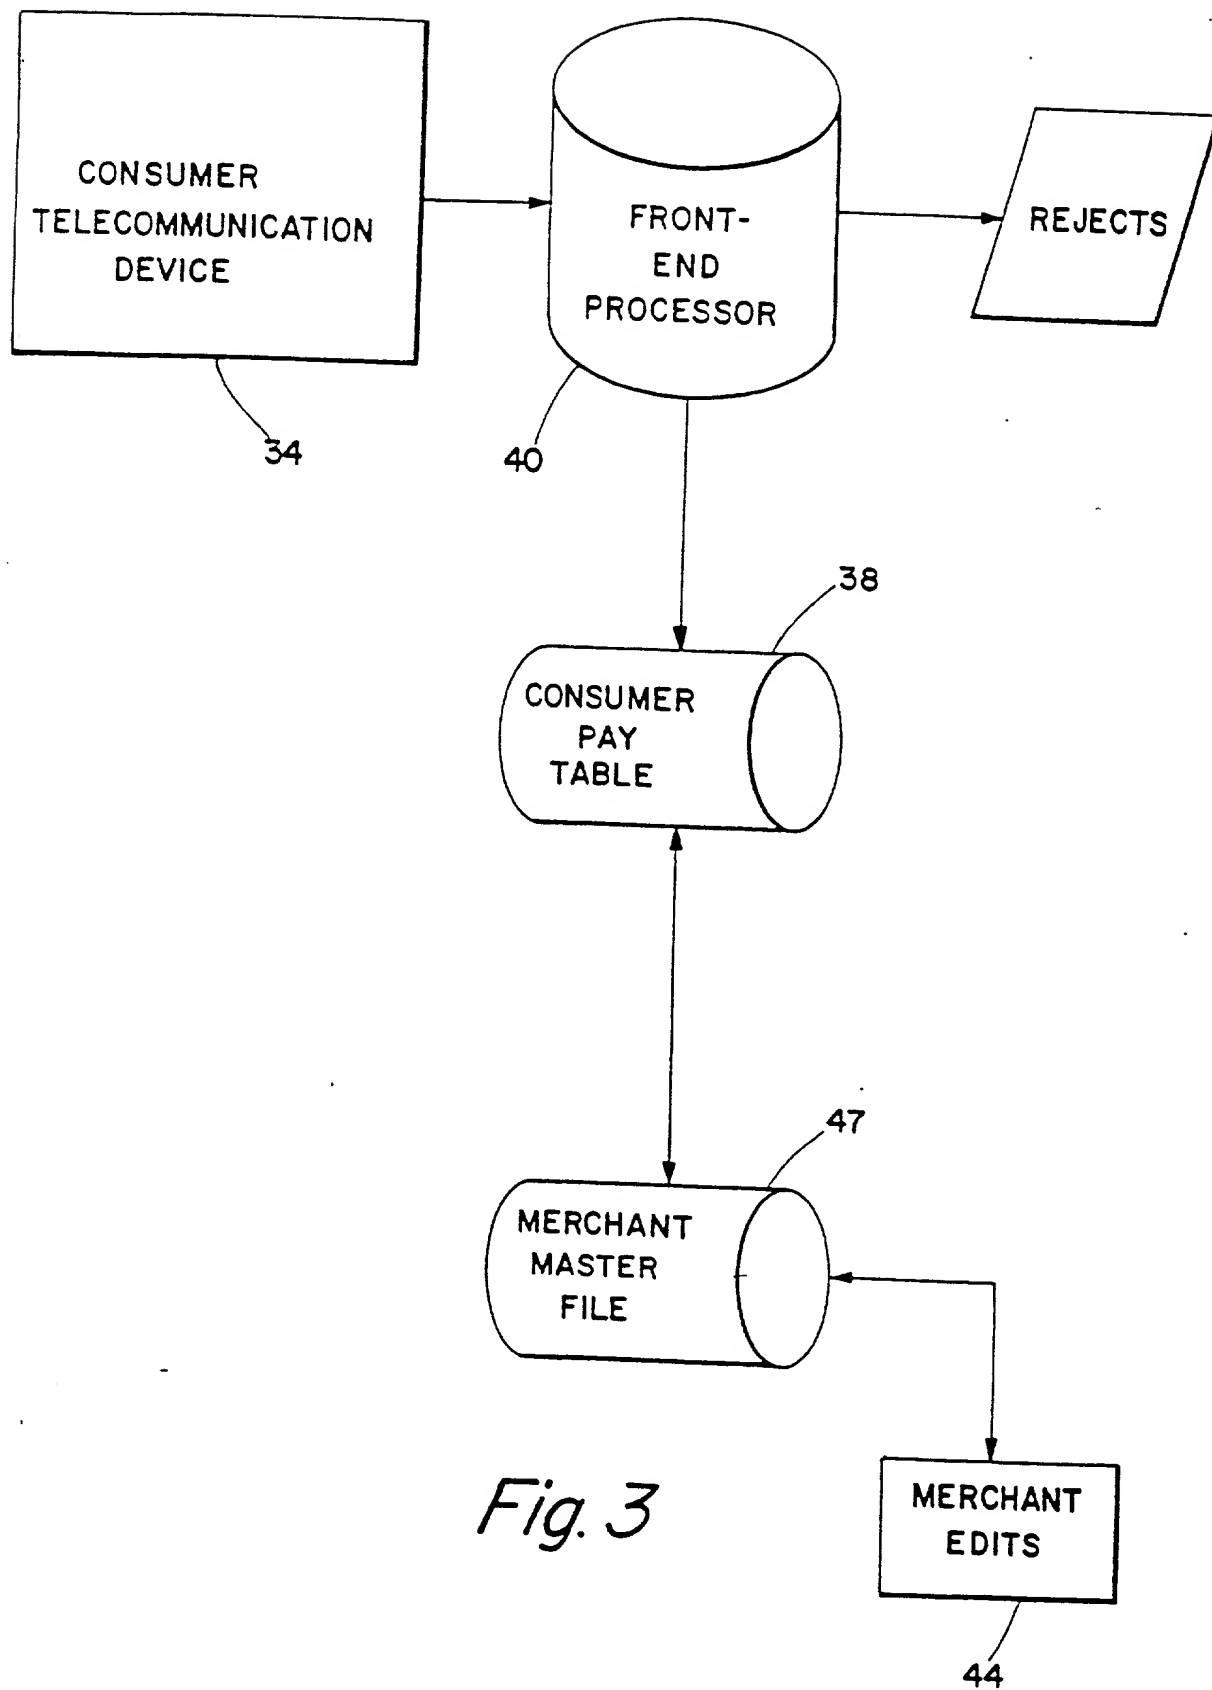 CONSUMER
TELECOMMUNICATION
DEVICE
34
FRONT-
END
PROCESSOR
40
REJECTS
38
CONSUMER
PAY
TABLE
47
MERCHANT
MASTER
FILE
MERCHANT
EDITS
44
Fig. 3